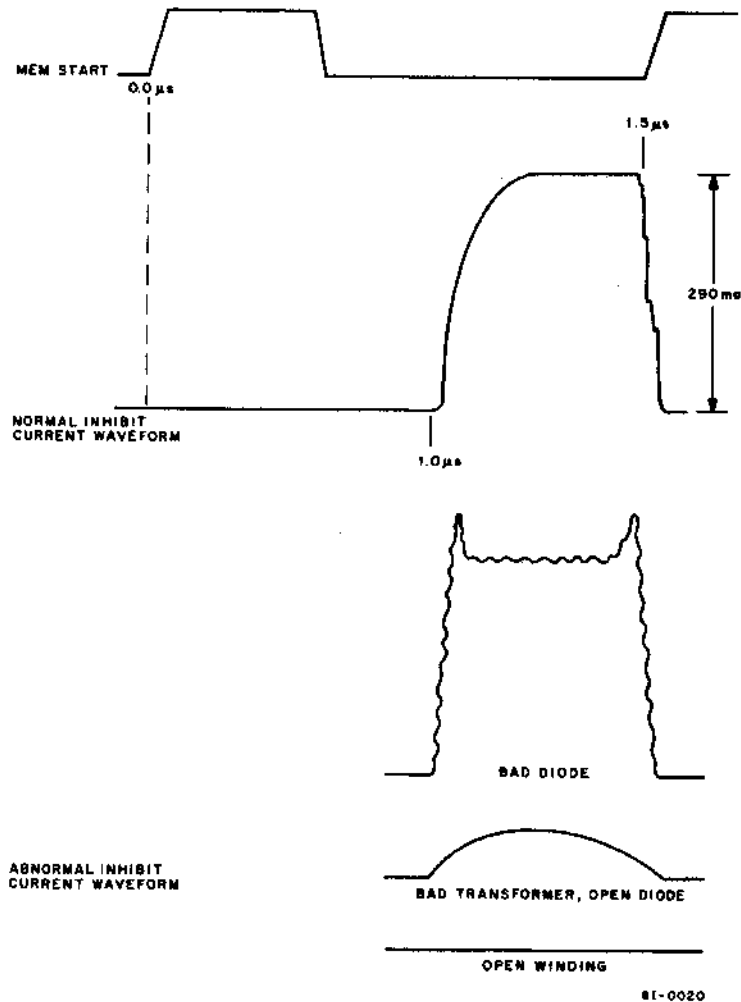 MEM START
0.0 µs
1.5 µs
290 ma
NORMAL INHIBIT
CURRENT WAVEFORM
1.0 µs
BAD DIODE
ABNORMAL INHIBIT
CURRENT WAVEFORM
BAD TRANSFORMER, OPEN DIODE
OPEN WINDING
8I-0020